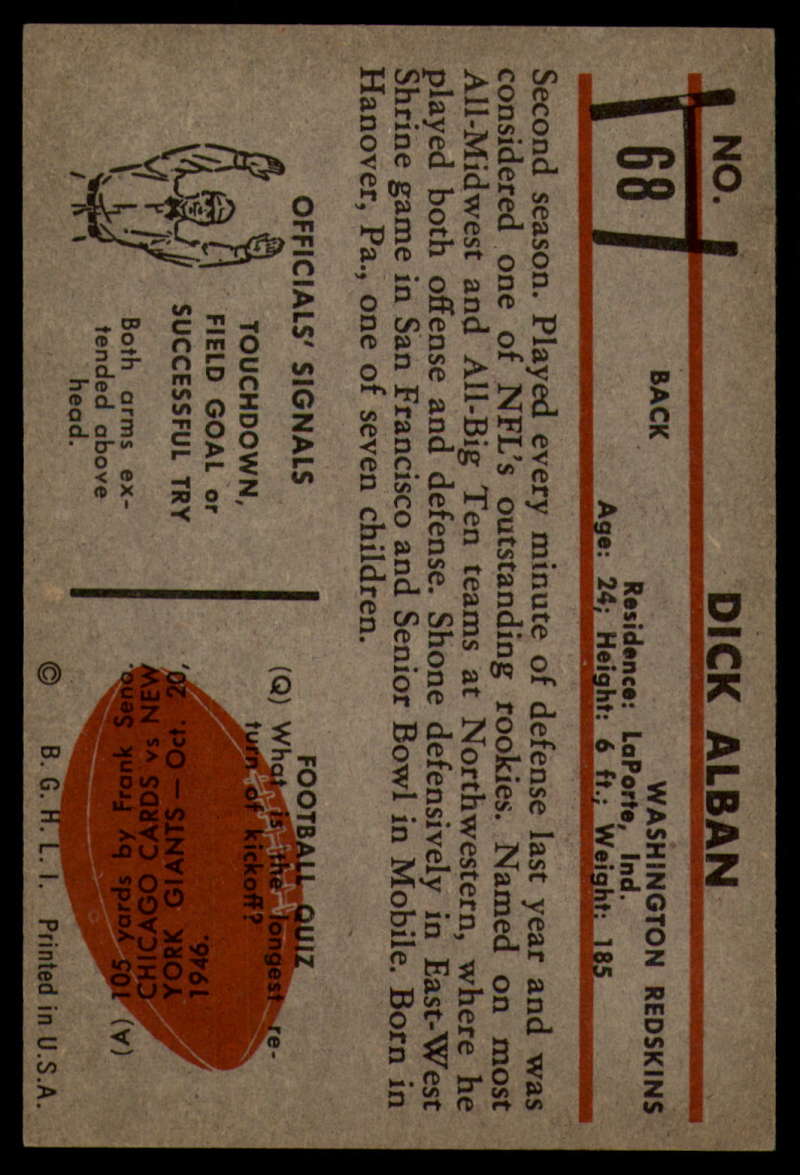 NO.
68
DICK ALBAN
BACK
WASHINGTON REDSKINS
Residence: LaPorte, Ind.
Age: 24; Height: 6 ft.; Weight: 185
Second season. Played every minute of defense last year and was
considered one of NFL's outstanding rookies. Named on most
All-Midwest and All-Big Ten teams at Northwestern, where he
played both offense and defense. Shone defensively in East-West
Shrine game in San Francisco and Senior Bowl in Mobile. Born in
Hanover, Pa., one of seven children.
OFFICIALS' SIGNALS
TOUCHDOWN,
FIELD GOAL or
SUCCESSFUL TRY
Both arms ex-
tended above
head.
FOOTBALL QUIZ
(Q) What is the longest re-
turn of kickoff?
(A) 105 yards by Frank Seno,
CHICAGO CARDS vs NEW
YORK GIANTS — Oct. 20,
1946.
© B. G. H. L. I. Printed in U.S.A.